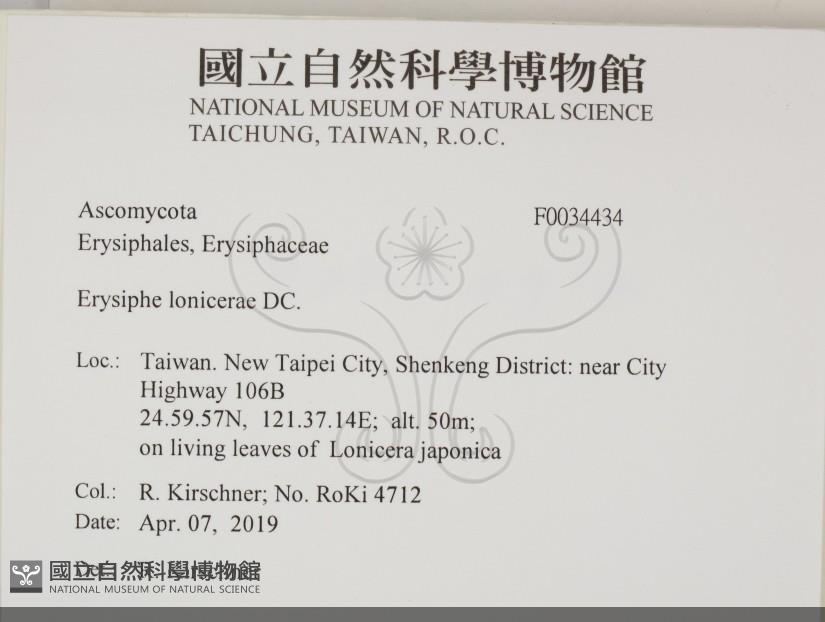 國立自然科學博物館
NATIONAL MUSEUM OF NATURAL SCIENCE
TAICHUNG, TAIWAN, R.O.C.
Ascomycota F0034434
Erysiphales, Erysiphaceae
Erysiphe lonicerae DC.
Loc.: Taiwan. New Taipei City, Shenkeng District: near City
Highway 106B
24.59.57N, 121.37.14E; alt. 50m;
on living leaves of Lonicera japonica
Col.: R. Kirschner; No. RoKi 4712
Date: Apr. 07, 2019
國立自然科學博物館
NATIONAL MUSEUM OF NATURAL SCIENCE